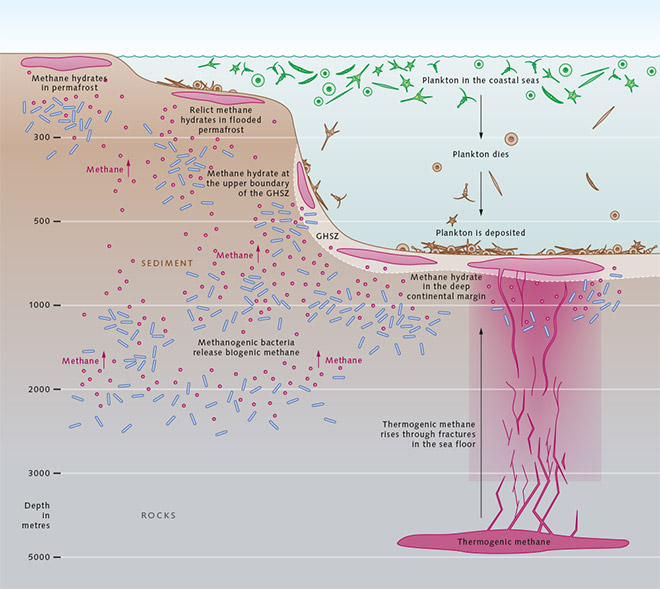 Methane hydrates
in permafrost
Plankton in the coastal seas
Relict methane
hydrates in flooded
permafrost
300
Plankton dies
Methane
Methane hydrate at
the upper boundary
of the GHSZ
500
Plankton is deposited
GHSZ
Methane
SEDIMENT
Methane hydrate
in the deep
continental margin
1000
Methanogenic bacteria
release biogenic methane
Methane
Methane
2000
Thermogenic methane
rises through fractures
in the sea floor
3000
Depth
in
metres
ROCKS
Thermogenic methane
5000